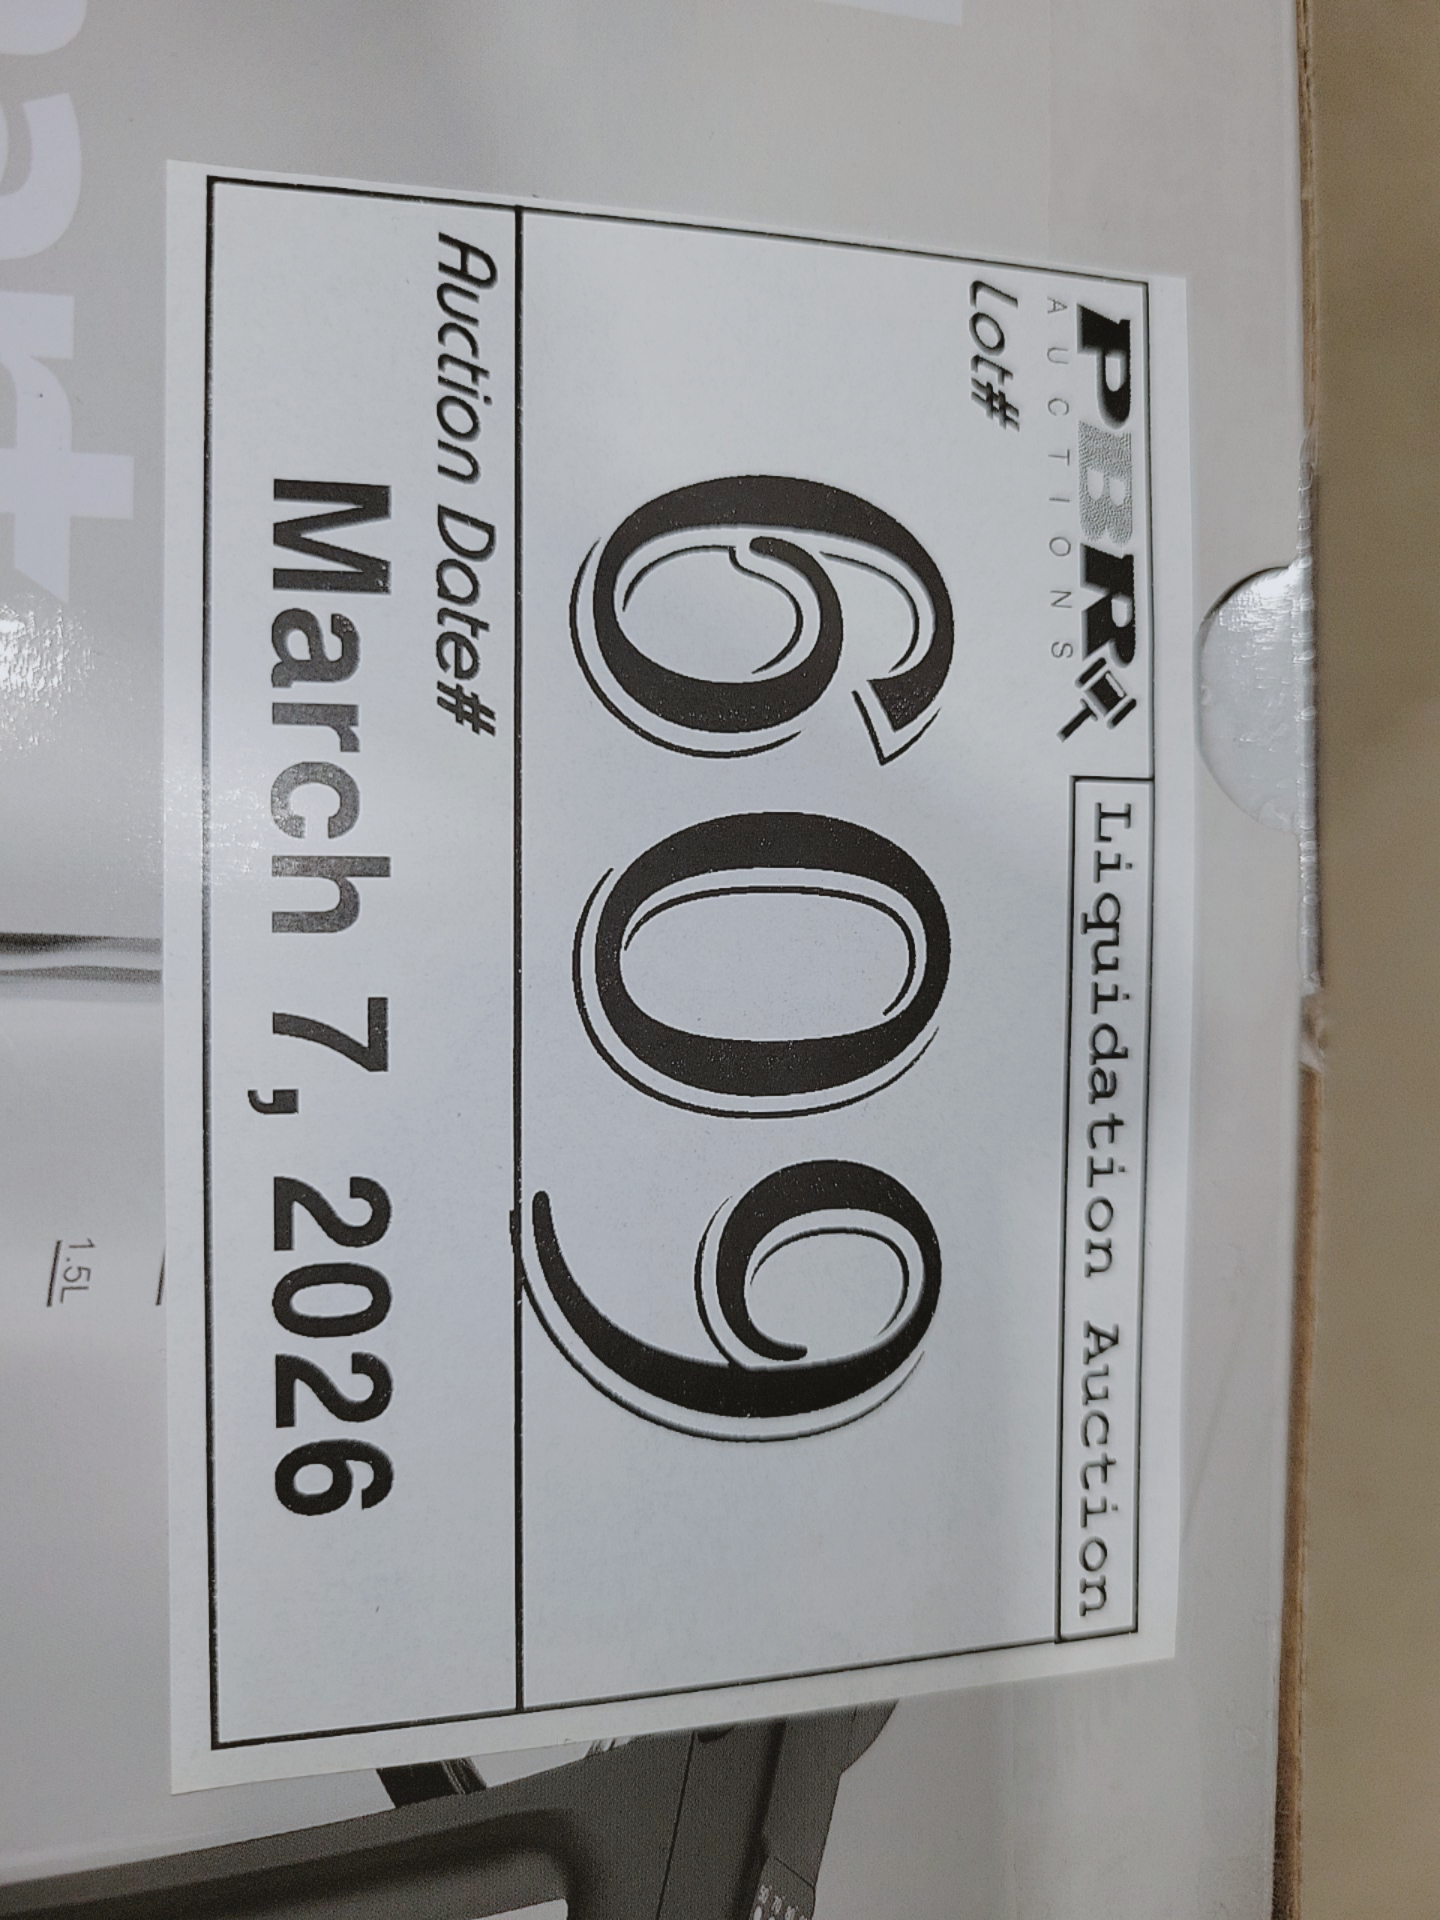 PBR
AUCTIONS
Liquidation Auction
Lot#
609
Auction Date#
March 7, 2026
1.5L